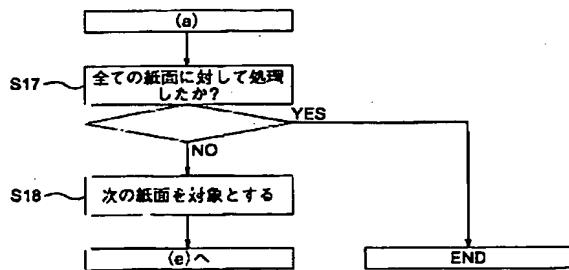 (a)
S17
全ての紙面に対して処理
したか?
YES
NO
S18
次の紙面を対象とする
(e)へ
END